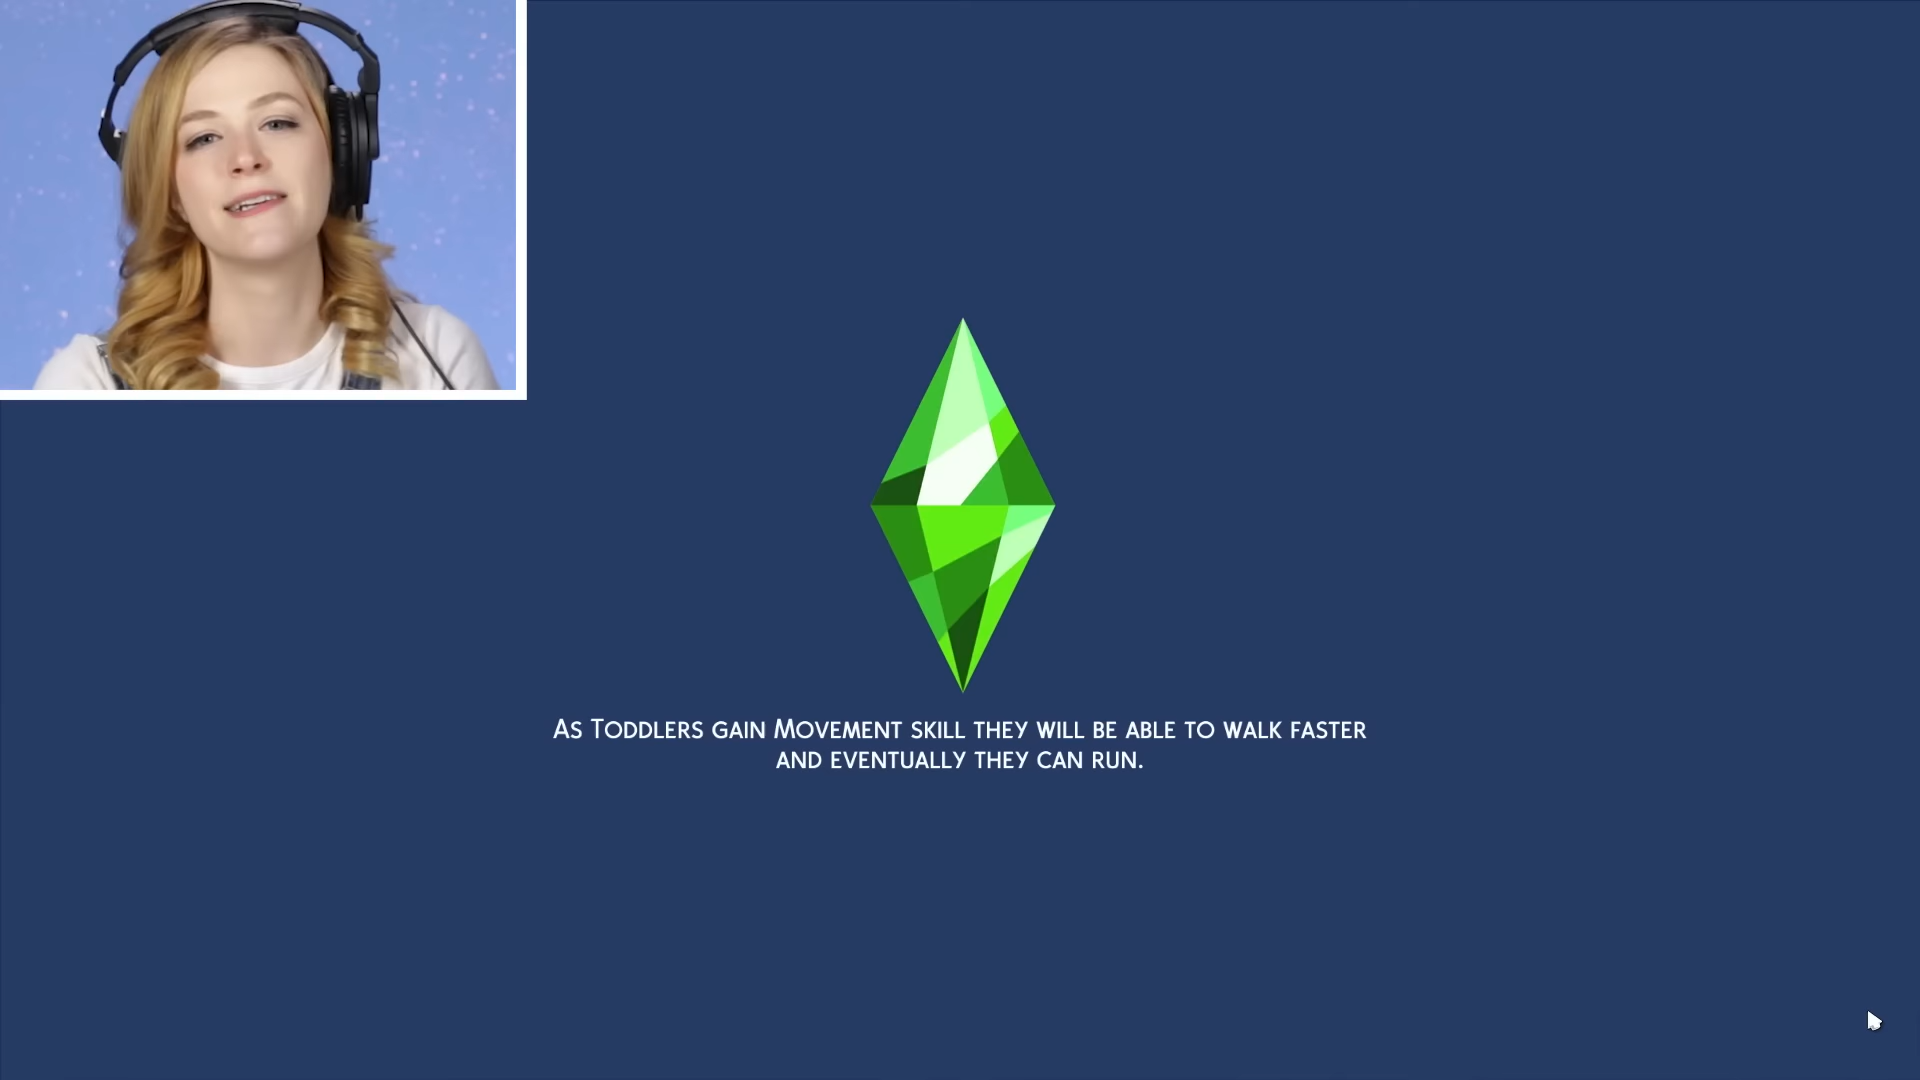 As Toddlers gain Movement skill they will be able to walk faster
and eventually they can run.